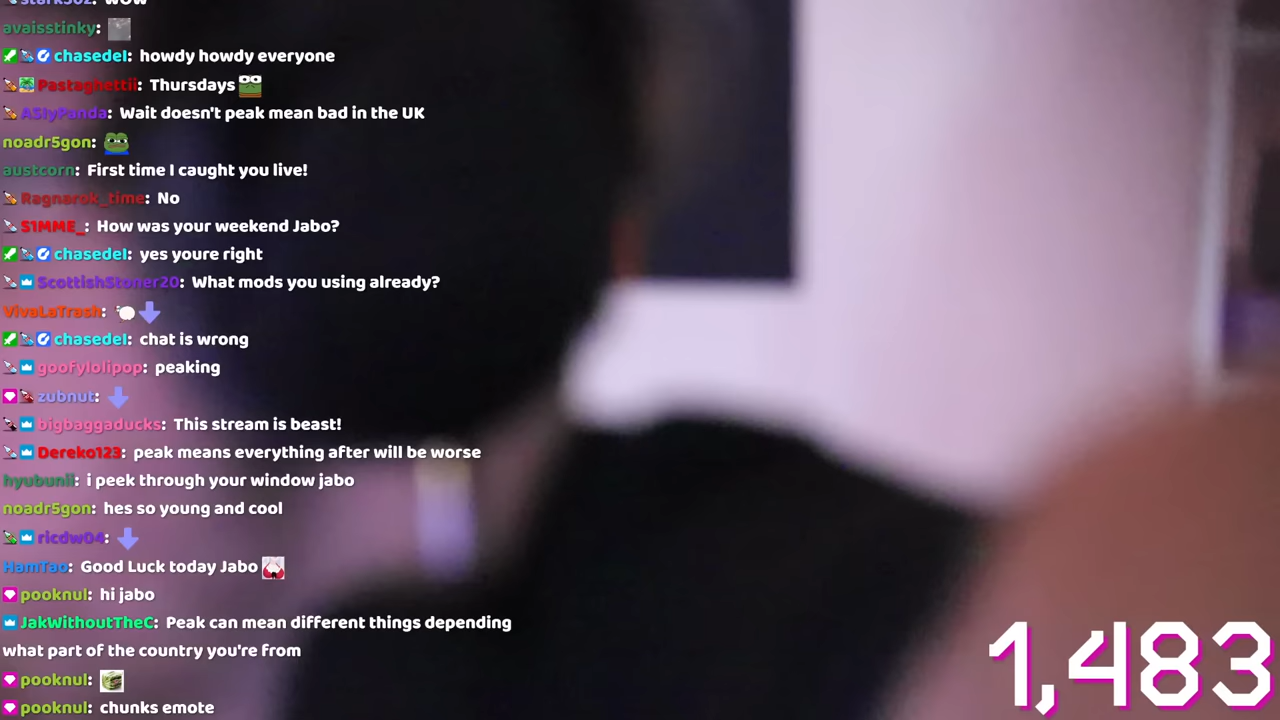 stark302: wow
avaisstinky:
chasedel: howdy howdy everyone
Pastaghettii: Thursdays
ASlyPanda: Wait doesn't peak mean bad in the UK
noadr5gon:
austcorn: First time I caught you live!
Ragnarok_time: No
S1MME_: How was your weekend Jabo?
chasedel: yes youre right
ScottishStoner20: What mods you using already?
VivaLaTrash:
chasedel: chat is wrong
goofylolipop: peaking
zubnut:
bigbaggaducks: This stream is beast!
Dereko123: peak means everything after will be worse
hyubunii: i peek through your window jabo
noadr5gon: hes so young and cool
ricdw04:
HamTao: Good Luck today Jabo
pooknul: hi jabo
JakWithoutTheC: Peak can mean different things depending
what part of the country you're from
pooknul:
pooknul: chunks emote
1,483